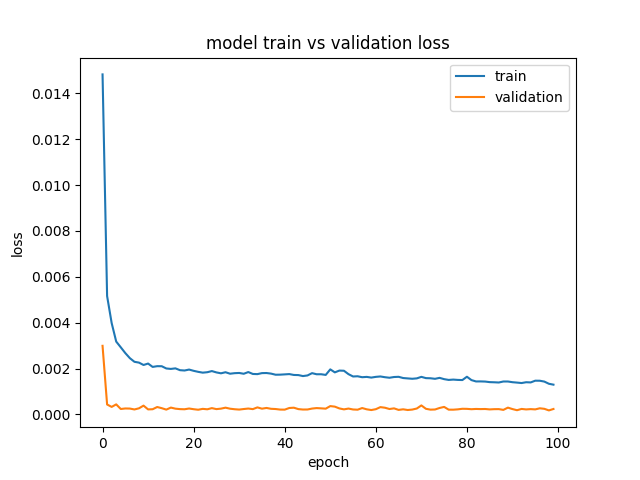 model train vs validation loss
train
validation
0.014
0.012
0.010
0.008
0.006
0.004
0.002
0.000
loss
0 20 40 60 80 100
epoch